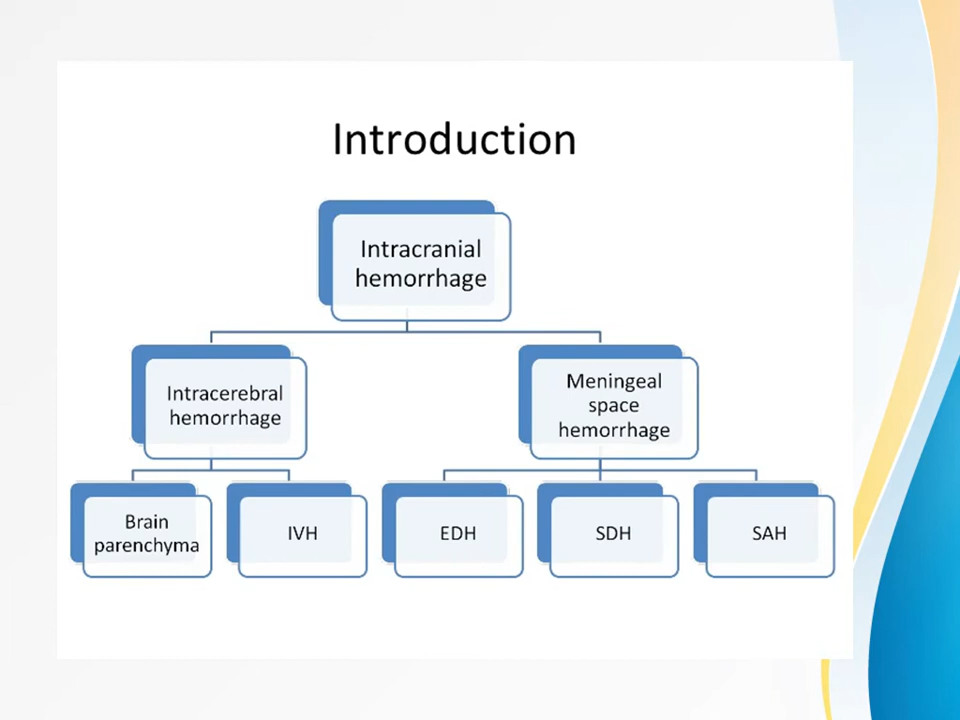 Introduction
Intracranial
hemorrhage
Intracerebral
hemorrhage
Meningeal
space
hemorrhage
Brain
parenchyma
IVH
EDH
SDH
SAH